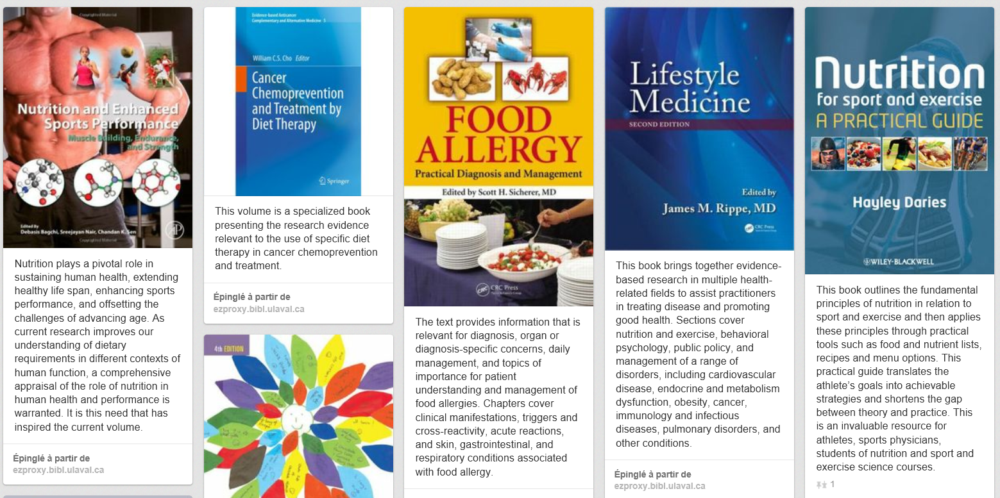 Copyrighted Material
Nutrition and Enhanced
Sports Performance
Muscle Building, Endurance,
and Strength
Edited By
Debasis Bagchi, Sreejayan Nair, Chandan K. Sen
Copyrighted Material
AP
Nutrition plays a pivotal role in
sustaining human health, extending
healthy life span, enhancing sports
performance, and offsetting the
challenges of advancing age. As
current research improves our
understanding of dietary
requirements in different contexts of
human function, a comprehensive
appraisal of the role of nutrition in
human health and performance is
warranted. It is this need that has
inspired the current volume.
Épinglé à partir de
ezproxy.bibl.ulaval.ca
Evidence-based Anticancer
Complementary and Alternative Medicine 5
William C.S. Cho Editor
Cancer
Chemoprevention
and Treatment by
Diet Therapy
Springer
This volume is a specialized book
presenting the research evidence
relevant to the use of specific diet
therapy in cancer chemoprevention
and treatment.
Épinglé à partir de
ezproxy.bibl.ulaval.ca
4th EDITION
FOOD
ALLERGY
Practical Diagnosis and Management
Edited by Scott H. Sicherer, MD
CRC Press
The text provides information that is
relevant for diagnosis, organ or
diagnosis-specific concerns, daily
management, and topics of
importance for patient
understanding and management of
food allergies. Chapters cover
clinical manifestations, triggers and
cross-reactivity, acute reactions,
and skin, gastrointestinal, and
respiratory conditions associated
with food allergy.
Lifestyle
Medicine
SECOND EDITION
Edited by
James M. Rippe, MD
CRC Press
This book brings together evidence-
based research in multiple health-
related fields to assist practitioners
in treating disease and promoting
good health. Sections cover
nutrition and exercise, behavioral
psychology, public policy, and
management of a range of
disorders, including cardiovascular
disease, endocrine and metabolism
dysfunction, obesity, cancer,
immunology and infectious
diseases, pulmonary disorders, and
other conditions.
Épinglé à partir de
ezproxy.bibl.ulaval.ca
Nutrition
for sport and exercise
A PRACTICAL GUIDE
Hayley Daries
WILEY-BLACKWELL
This book outlines the fundamental
principles of nutrition in relation to
sport and exercise and then applies
these principles through practical
tools such as food and nutrient lists,
recipes and menu options. This
practical guide translates the
athlete's goals into achievable
strategies and shortens the gap
between theory and practice. This
is an invaluable resource for
athletes, sports physicians,
students of nutrition and sport and
exercise science courses.
1